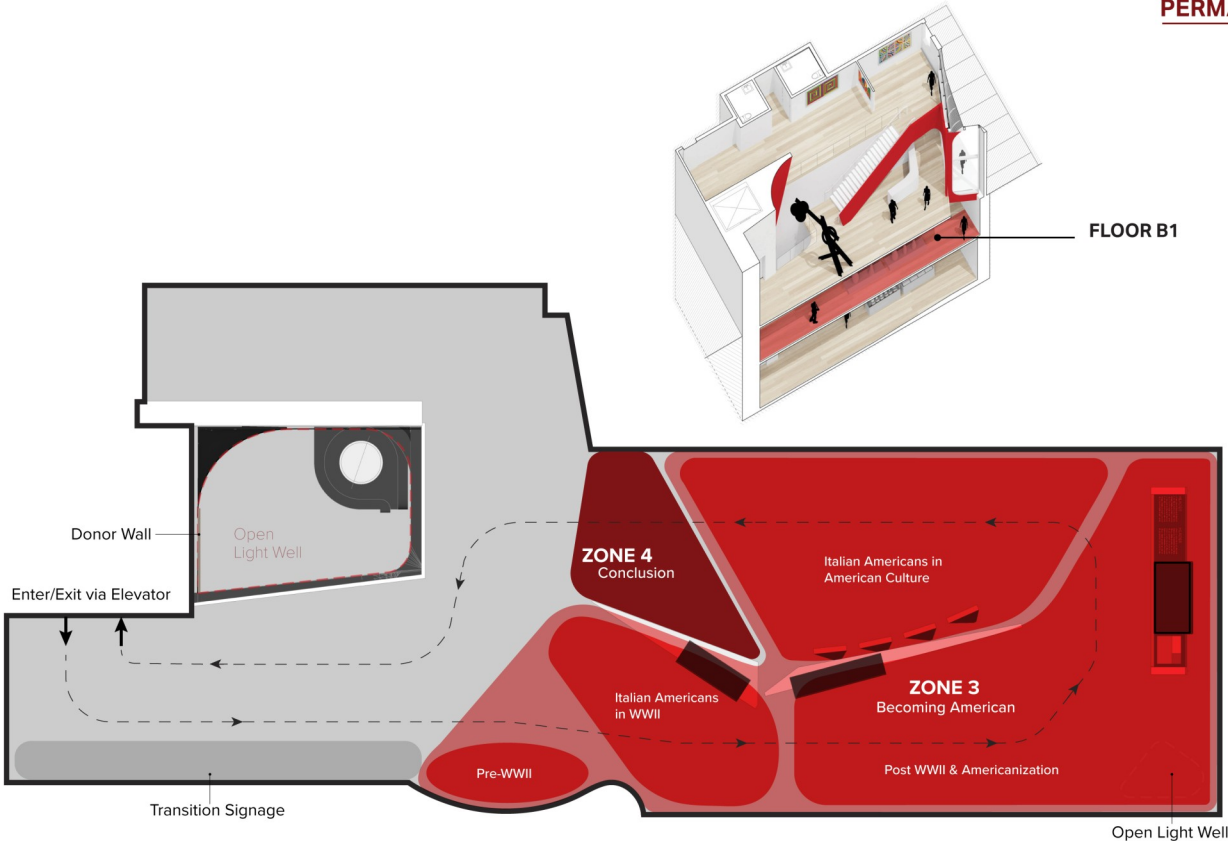 PERMA
FLOOR B1
Donor Wall
Open
Light Well
Enter/Exit via Elevator
ZONE 4
Conclusion
Italian Americans in
American Culture
Italian Americans
in WWII
ZONE 3
Becoming American
Pre-WWII
Post WWII & Americanization
Transition Signage
Open Light Well